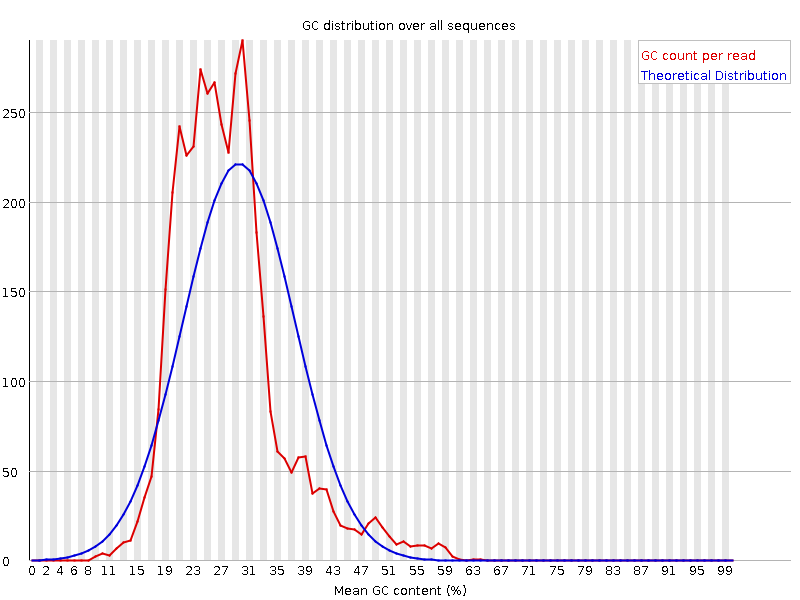 GC distribution over all sequences
GC count per read
Theoretical Distribution
250
200
150
100
50
0
0 2 4 6 8 11 15 19 23 27 31 35 39 43 47 51 55 59 63 67 71 75 79 83 87 91 95 99
Mean GC content (%)